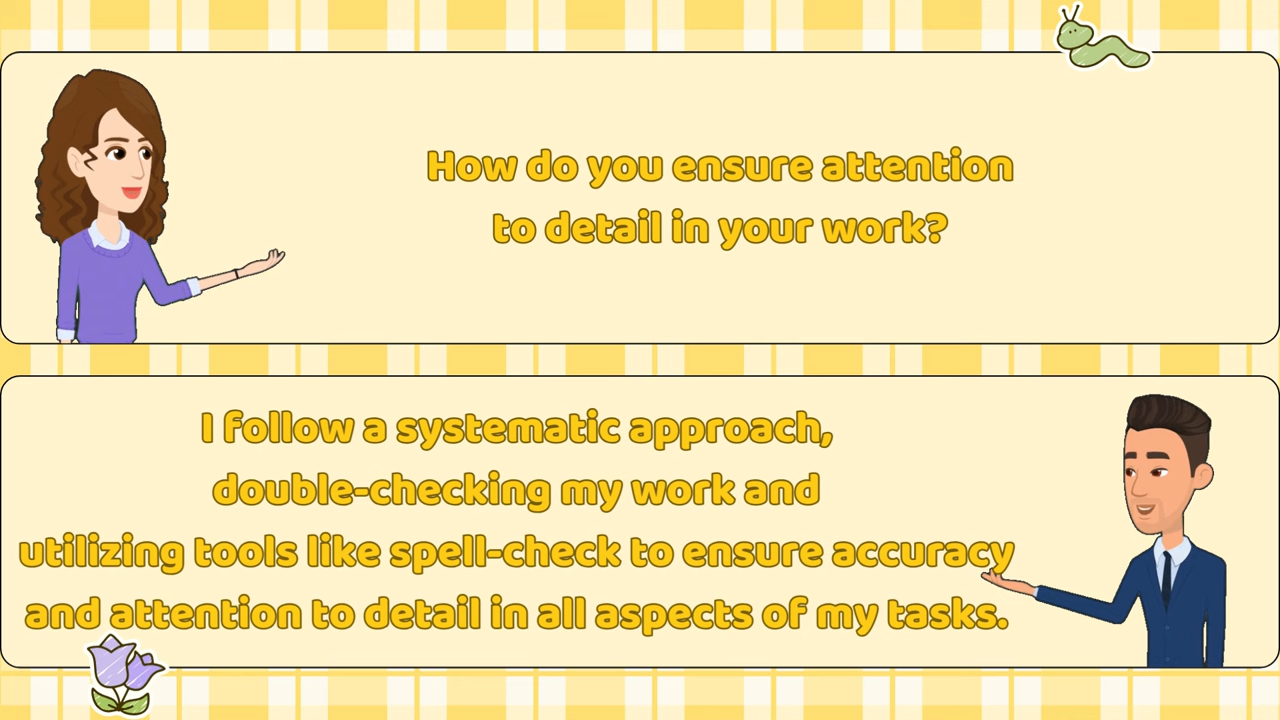 How do you ensure attention
to detail in your work?
I follow a systematic approach,
double-checking my work and
utilizing tools like spell-check to ensure accuracy
and attention to detail in all aspects of my tasks.